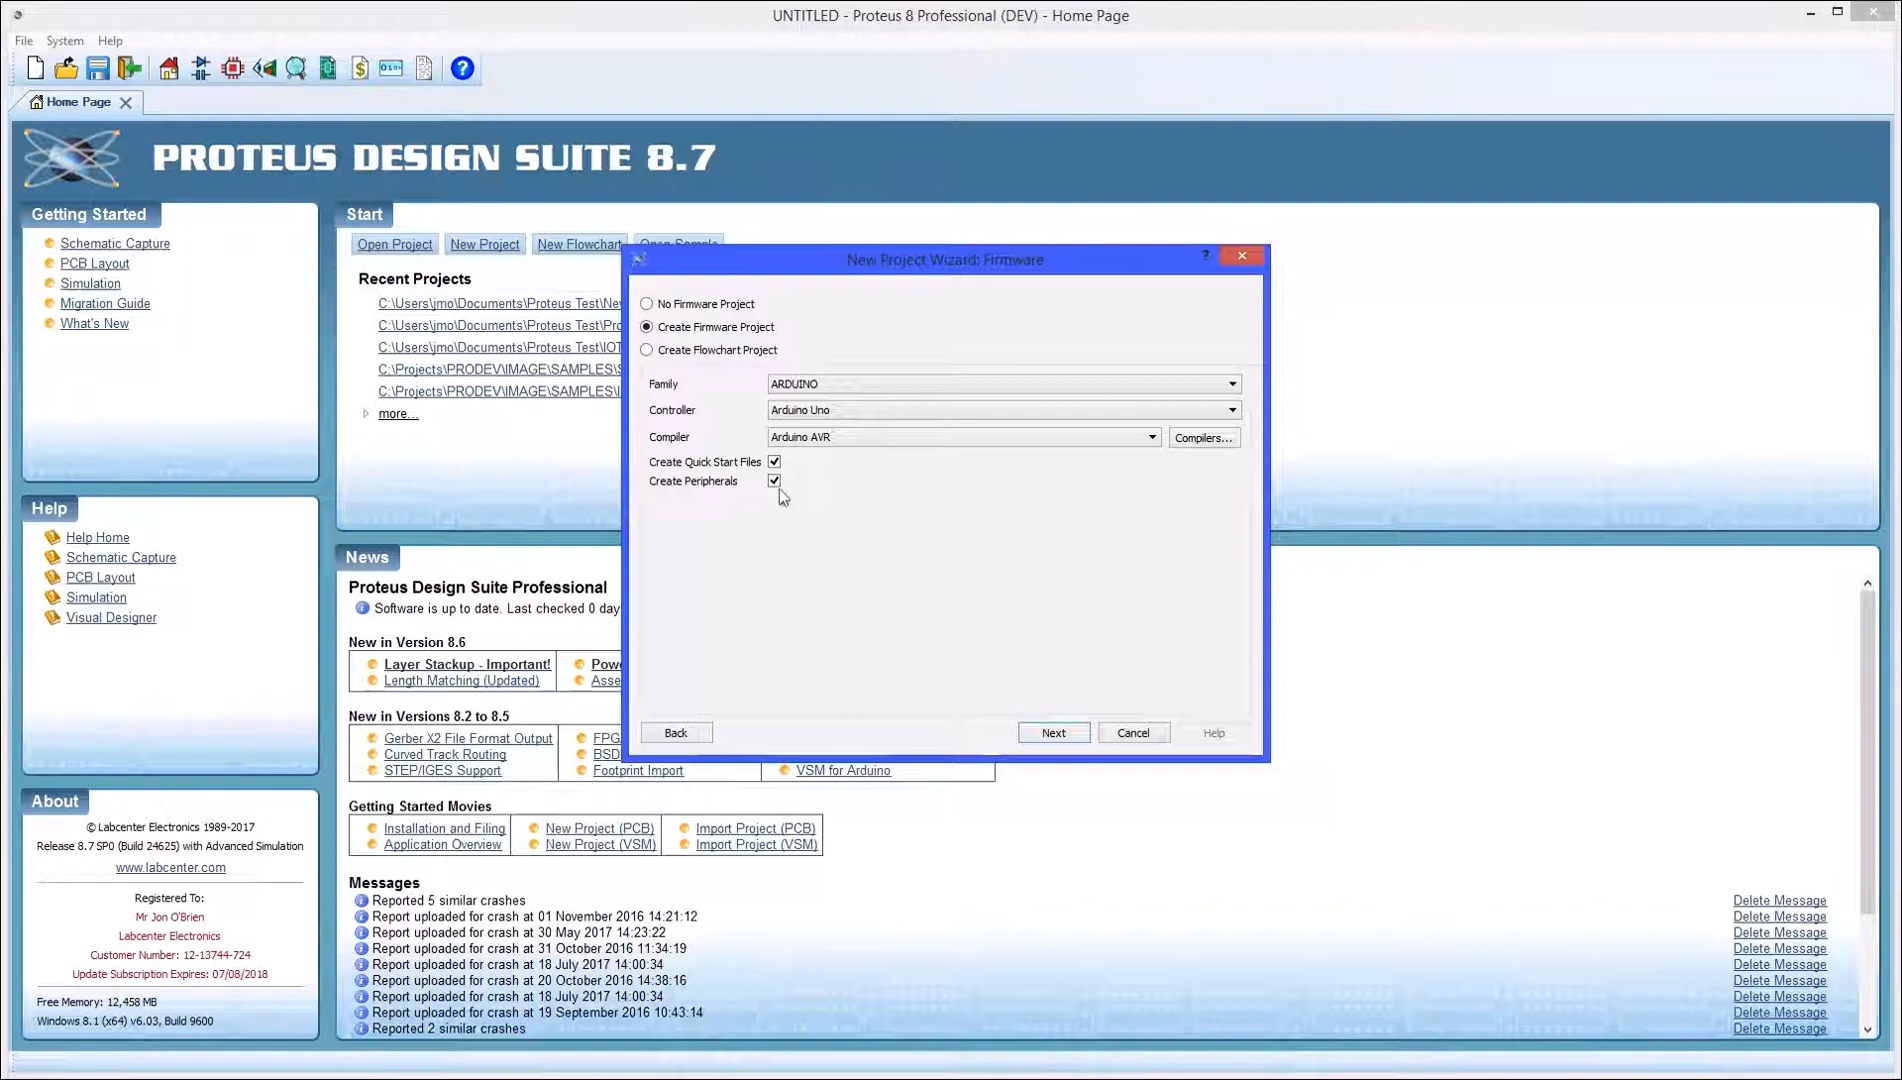 UNTITLED - Proteus 8 Professional (DEV) - Home Page
File System Help
Home Page
PROTEUS DESIGN SUITE 8.7
Getting Started
Schematic Capture
PCB Layout
Simulation
Migration Guide
What's New
Help
Help Home
Schematic Capture
PCB Layout
Simulation
Visual Designer
About
© Labcenter Electronics 1989-2017
Release 8.7 SP0 (Build 24625) with Advanced Simulation
www.labcenter.com
Registered To:
Mr Jon O'Brien
Labcenter Electronics
Customer Number: 12-13744-724
Update Subscription Expires: 07/08/2018
Free Memory: 12,458 MB
Windows 8.1 (x64) v6.03, Build 9600
Start
Open Project New Project New Flowchart Open Sample
Recent Projects
C:\Users\jmo\Documents\Proteus Test\Ne
C:\Users\jmo\Documents\Proteus Test\Pro
C:\Users\jmo\Documents\Proteus Test\IOT
C:\Projects\PRODEV\IMAGE\SAMPLES\S
C:\Projects\PRODEV\IMAGE\SAMPLES\
more...
New Project Wizard: Firmware
No Firmware Project
Create Firmware Project
Create Flowchart Project
Family ARDUINO
Controller Arduino Uno
Compiler Arduino AVR Compilers...
Create Quick Start Files
Create Peripherals
Back Next Cancel Help
News
Proteus Design Suite Professional
Software is up to date. Last checked 0 day
New in Version 8.6
Layer Stackup - Important! Powe
Length Matching (Updated) Asse
New in Versions 8.2 to 8.5
Gerber X2 File Format Output FPG
Curved Track Routing BSD
STEP/IGES Support Footprint Import VSM for Arduino
Getting Started Movies
Installation and Filing New Project (PCB) Import Project (PCB)
Application Overview New Project (VSM) Import Project (VSM)
Messages
Reported 5 similar crashes Delete Message
Report uploaded for crash at 01 November 2016 14:21:12 Delete Message
Report uploaded for crash at 30 May 2017 14:23:22 Delete Message
Report uploaded for crash at 31 October 2016 11:34:19 Delete Message
Report uploaded for crash at 18 July 2017 14:00:34 Delete Message
Report uploaded for crash at 20 October 2016 14:38:16 Delete Message
Report uploaded for crash at 18 July 2017 14:00:34 Delete Message
Report uploaded for crash at 19 September 2016 10:43:14 Delete Message
Reported 2 similar crashes Delete Message